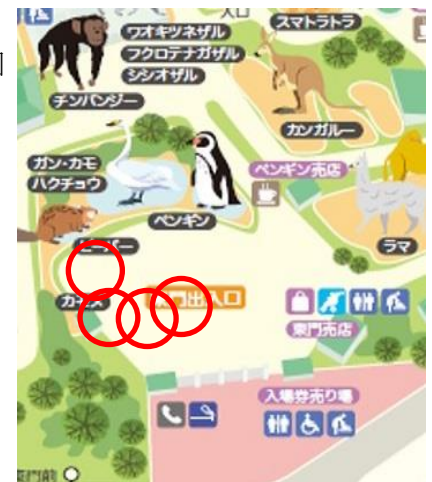 ワオキツネザル
フクロテナガザル
シシオザル
チンパンジー
スマトラトラ
カンガルー
ガン・カモ
ハクチョウ
ペンギン売店
ペンギン
ラマ
東門売店
入場券売り場